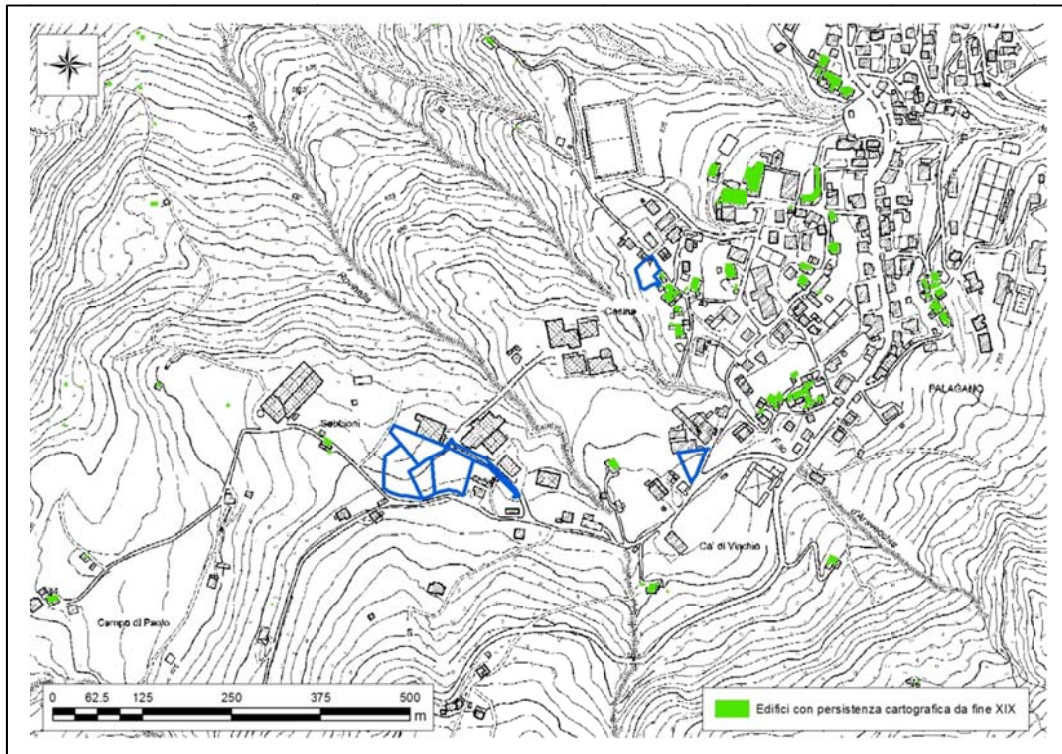 Casina
PALAGANO
Sabbioni
Ca' di Vinchio
Campo di Paolo
0 62.5 125 250 375 500
m
Edifici con persistenza cartografica da fine XIX